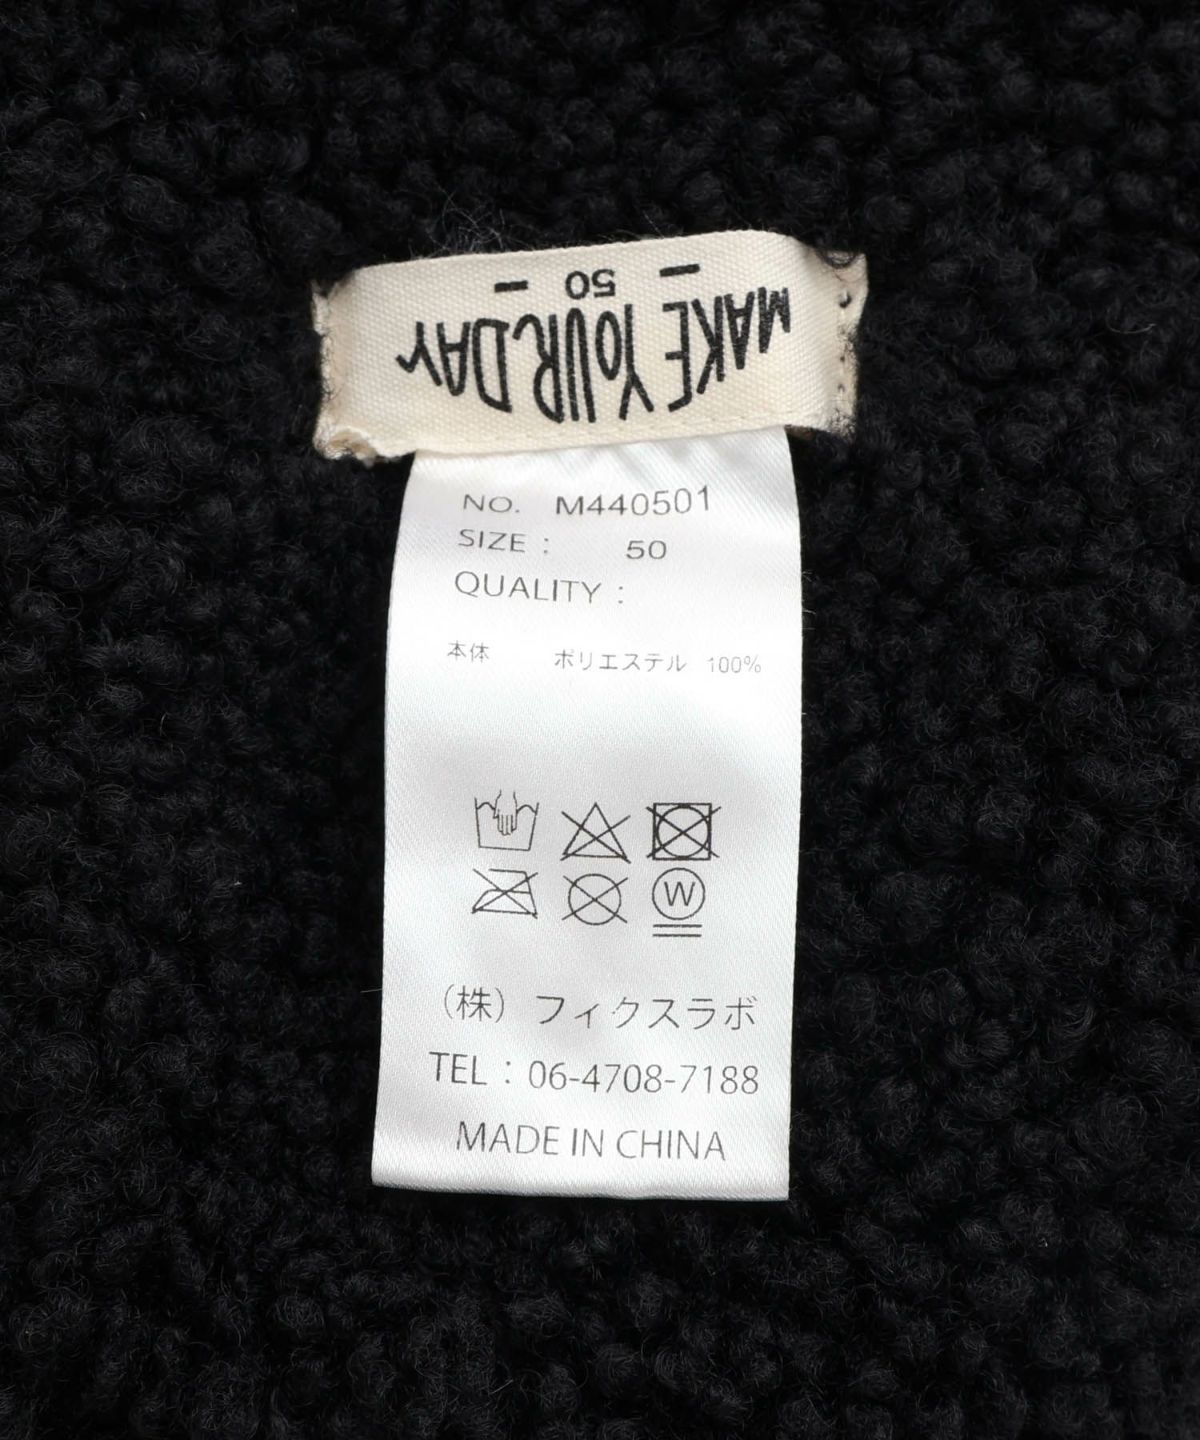 50
MAKE YOUR DAY
NO. M440501
SIZE : 50
QUALITY :
本体 ポリエステル 100%
W
（株）フィクスラボ
TEL : 06-4708-7188
MADE IN CHINA